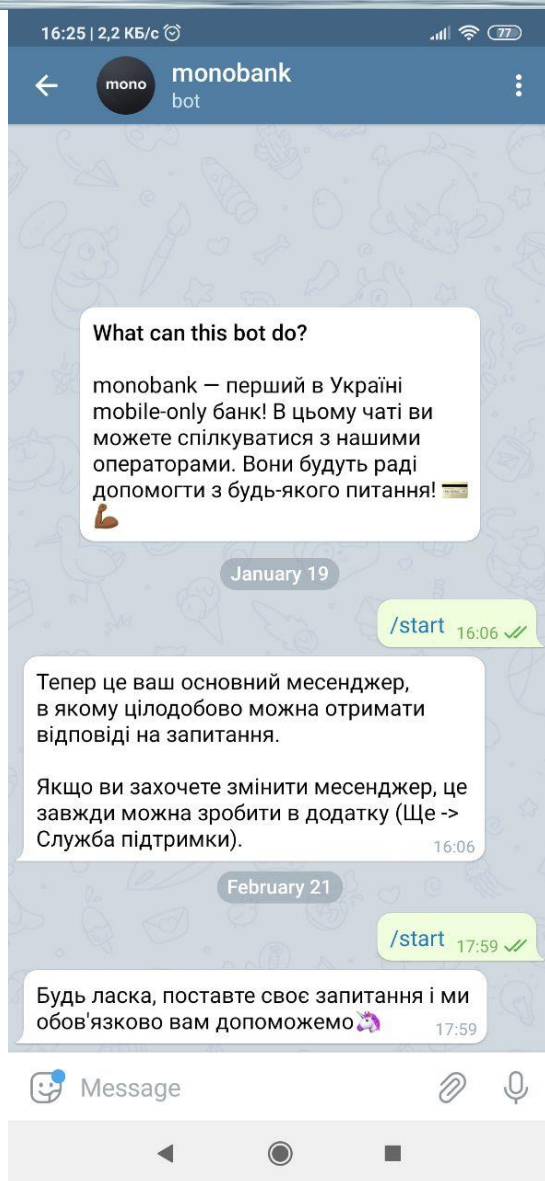 16:25 | 2,2 КБ/с
77
mono
monobank
bot
What can this bot do?
monobank — перший в Україні
mobile-only банк! В цьому чаті ви
можете спілкуватися з нашими
операторами. Вони будуть раді
допомогти з будь-якого питання! 💳
💪🏾
January 19
/start 16:06
Тепер це ваш основний месенджер,
в якому цілодобово можна отримати
відповіді на запитання.
Якщо ви захочете змінити месенджер, це
завжди можна зробити в додатку (Ще ->
Служба підтримки).
16:06
February 21
/start 17:59
Будь ласка, поставте своє запитання і ми
обов'язково вам допоможемо🦄
17:59
Message